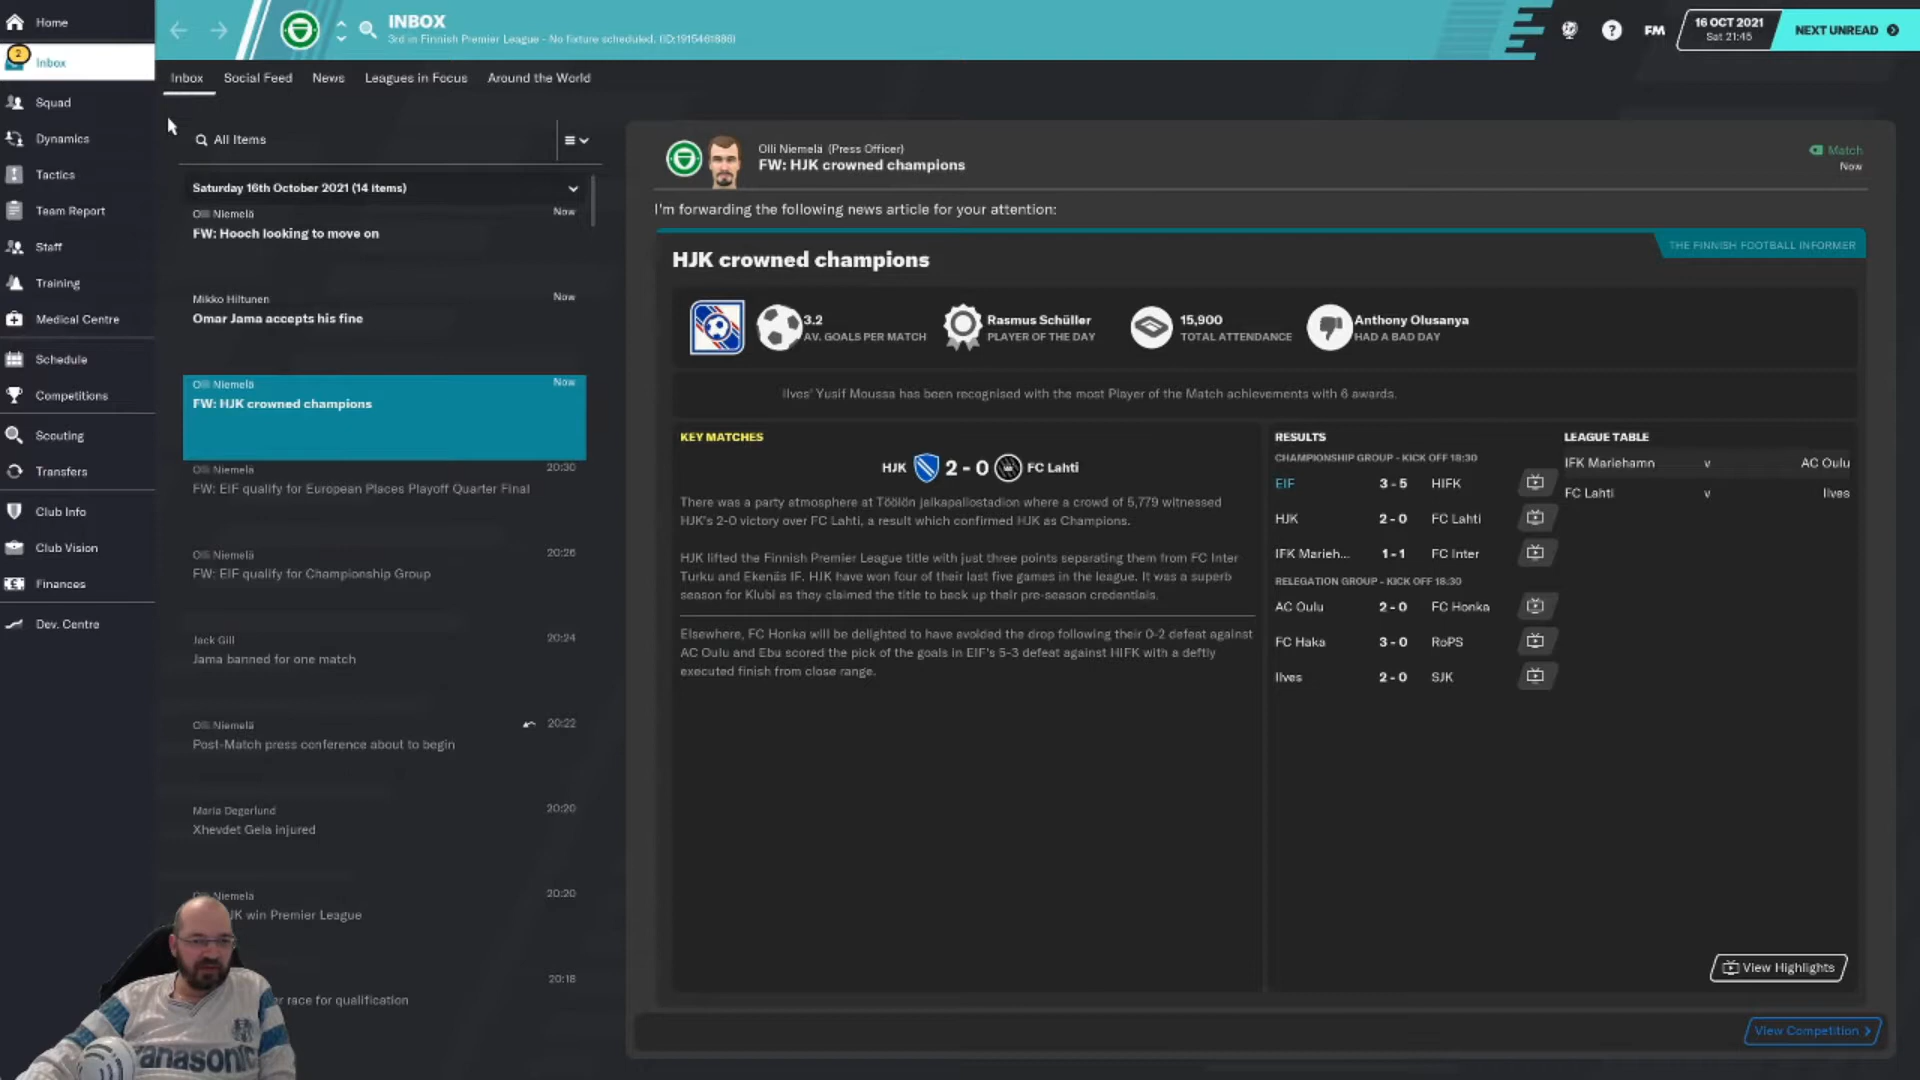 Home
2
Inbox
Squad
Dynamics
Tactics
Team Report
Staff
Training
Medical Centre
Schedule
Competitions
Scouting
Transfers
Club Info
Club Vision
Finances
Dev. Centre
INBOX
3rd in Finnish Premier League - No fixture scheduled. (ID:1915461886)
FM
16 OCT 2021
Sat 21:45
NEXT UNREAD
Inbox
Social Feed
News
Leagues in Focus
Around the World
All Items
Saturday 16th October 2021 (14 items)
Olli Niemelä
Now
FW: Hooch looking to move on
Mikko Hiltunen
Now
Omar Jama accepts his fine
Olli Niemelä
Now
FW: HJK crowned champions
Olli Niemelä
20:30
FW: EIF qualify for European Places Playoff Quarter Final
Olli Niemelä
20:26
FW: EIF qualify for Championship Group
Jack Gill
20:24
Jama banned for one match
Olli Niemelä
20:22
Post-Match press conference about to begin
Maria Degerlund
20:20
Xhevdet Gela injured
Olli Niemelä
20:20
JK win Premier League
20:18
r race for qualification
Panasonic
Olli Niemelä (Press Officer)
FW: HJK crowned champions
Match
Now
I'm forwarding the following news article for your attention:
THE FINNISH FOOTBALL INFORMER
HJK crowned champions
3.2
AV. GOALS PER MATCH
Rasmus Schüller
PLAYER OF THE DAY
15,900
TOTAL ATTENDANCE
Anthony Olusanya
HAD A BAD DAY
Ilves' Yusif Moussa has been recognised with the most Player of the Match achievements with 6 awards.
KEY MATCHES
HJK 2 - 0 FC Lahti
There was a party atmosphere at Töölön jalkapallostadion where a crowd of 5,779 witnessed
HJK's 2-0 victory over FC Lahti, a result which confirmed HJK as Champions.
HJK lifted the Finnish Premier League title with just three points separating them from FC Inter
Turku and Ekenäs IF. HJK have won four of their last five games in the league. It was a superb
season for Klubi as they claimed the title to back up their pre-season credentials.
Elsewhere, FC Honka will be delighted to have avoided the drop following their 0-2 defeat against
AC Oulu and Ebu scored the pick of the goals in EIF's 5-3 defeat against HIFK with a deftly
executed finish from close range.
RESULTS
CHAMPIONSHIP GROUP - KICK OFF 18:30
EIF 3 - 5 HIFK
HJK 2 - 0 FC Lahti
IFK Marieh... 1 - 1 FC Inter
RELEGATION GROUP - KICK OFF 18:30
AC Oulu 2 - 0 FC Honka
FC Haka 3 - 0 RoPS
Ilves 2 - 0 SJK
LEAGUE TABLE
IFK Mariehamn v AC Oulu
FC Lahti v Ilves
View Highlights
View Competition >